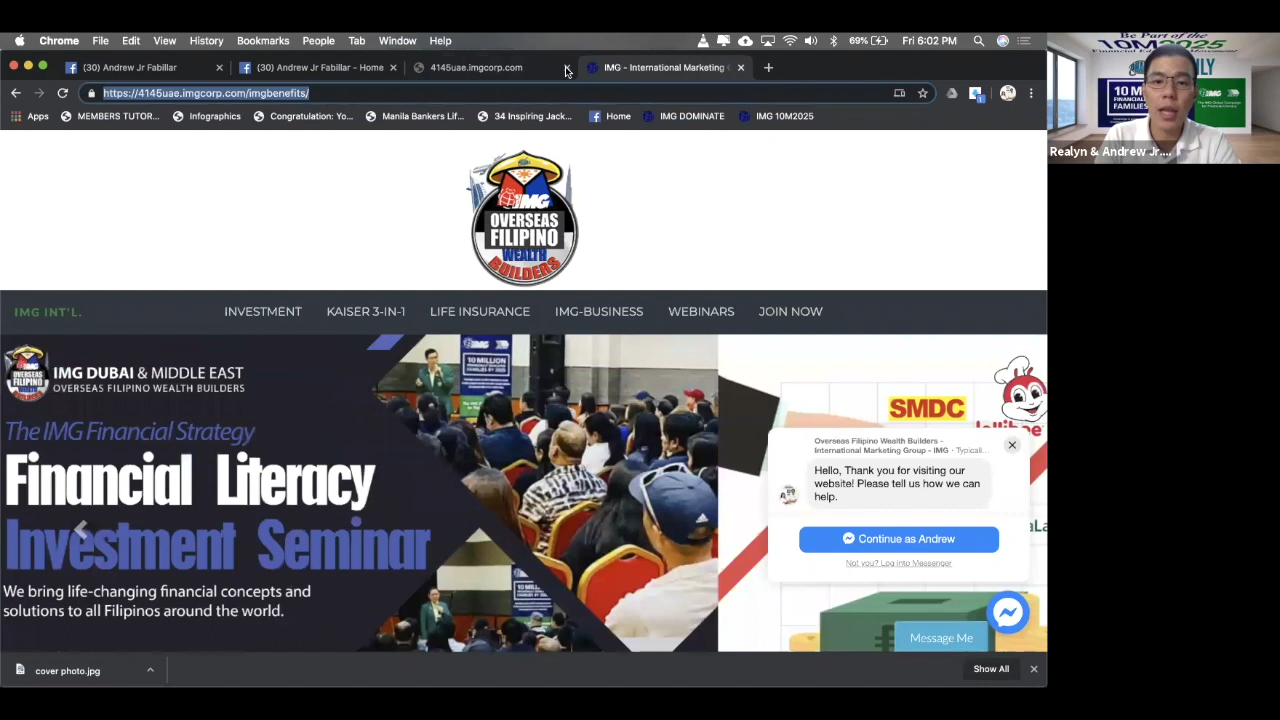 Chrome File Edit View History Bookmarks People Tab Window Help 69% Fri 6:02 PM
(30) Andrew Jr Fabillar (30) Andrew Jr Fabillar - Home 4145uae.imgcorp.com IMG - International Marketing
https://4145uae.imgcorp.com/imgbenefits/
Apps MEMBERS TUTOR... Infographics Congratulation: Yo... Manila Bankers Lif... 34 Inspiring Jack... Home IMG DOMINATE IMG 10M2025
Be Part of the
10M2025
Realyn & Andrew Jr....
IMG
OVERSEAS
FILIPINO
WEALTH
BUILDERS
IMG INT'L. INVESTMENT KAISER 3-IN-1 LIFE INSURANCE IMG-BUSINESS WEBINARS JOIN NOW
IMG DUBAI & MIDDLE EAST
OVERSEAS FILIPINO WEALTH BUILDERS
The IMG Financial Strategy
Financial Literacy
Investment Seminar
We bring life-changing financial concepts and
solutions to all Filipinos around the world.
10 MILLION
SMDC
Jollibee
Overseas Filipino Wealth Builders -
International Marketing Group - IMG • Typicall...
Hello, Thank you for visiting our
website! Please tell us how we can
help.
Continue as Andrew
Not you? Log into Messenger
Message Me
cover photo.jpg Show All